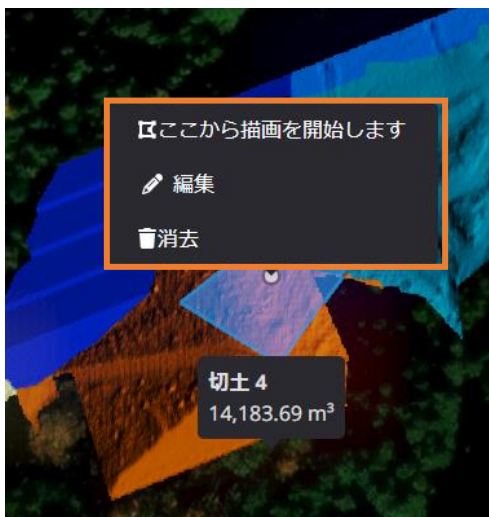 ここから描画を開始します
編集
消去
切土 4
14,183.69 m³